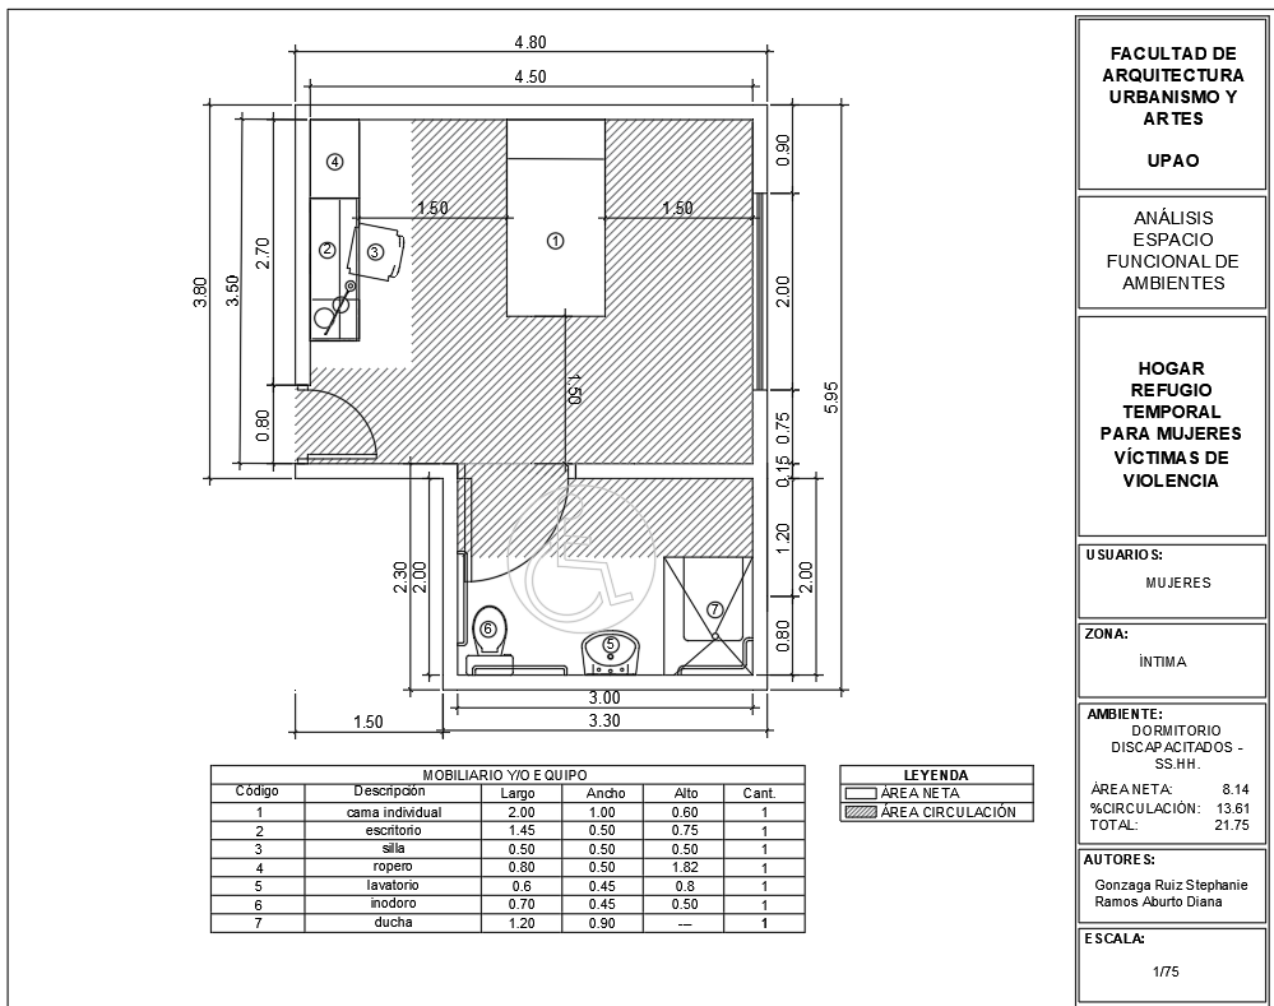 4.80
4.50
3.80
3.50
2.70
0.80
④
②
③
①
1.50
1.50
1.50
0.90
2.00
0.75
0.15
1.20
0.80
5.95
2.00
2.30
2.00
⑥
⑤
⑦
3.00
3.30
1.50
MOBILIARIO Y/O EQUIPO
Código Descripción Largo Ancho Alto Cant.
1 cama individual 2.00 1.00 0.60 1
2 escritorio 1.45 0.50 0.75 1
3 silla 0.50 0.50 0.50 1
4 ropero 0.80 0.50 1.82 1
5 lavatorio 0.6 0.45 0.8 1
6 inodoro 0.70 0.45 0.50 1
7 ducha 1.20 0.90 --- 1
LEYENDA
ÁREA NETA
ÁREA CIRCULACIÓN
FACULTAD DE
ARQUITECTURA
URBANISMO Y
ARTES
UPAO
ANÁLISIS
ESPACIO
FUNCIONAL DE
AMBIENTES
HOGAR
REFUGIO
TEMPORAL
PARA MUJERES
VÍCTIMAS DE
VIOLENCIA
USUARIOS:
MUJERES
ZONA:
ÍNTIMA
AMBIENTE:
DORMITORIO
DISCAPACITADOS -
SS.HH.
ÁREA NETA: 8.14
%CIRCULACIÓN: 13.61
TOTAL: 21.75
AUTORES:
Gonzaga Ruiz Stephanie
Ramos Aburto Diana
ESCALA:
1/75